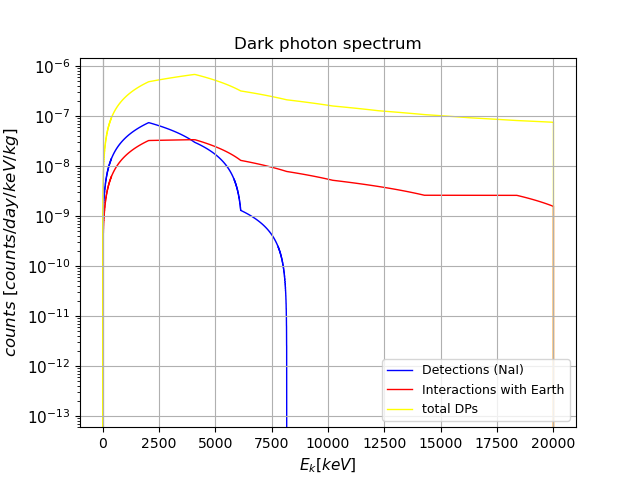 Dark photon spectrum
counts [counts/day/keV/kg]
10⁻⁶
10⁻⁷
10⁻⁸
10⁻⁹
10⁻¹⁰
10⁻¹¹
10⁻¹²
10⁻¹³
Detections (NaI)
Interactions with Earth
total DPs
0 2500 5000 7500 10000 12500 15000 17500 20000
Eₖ[keV]